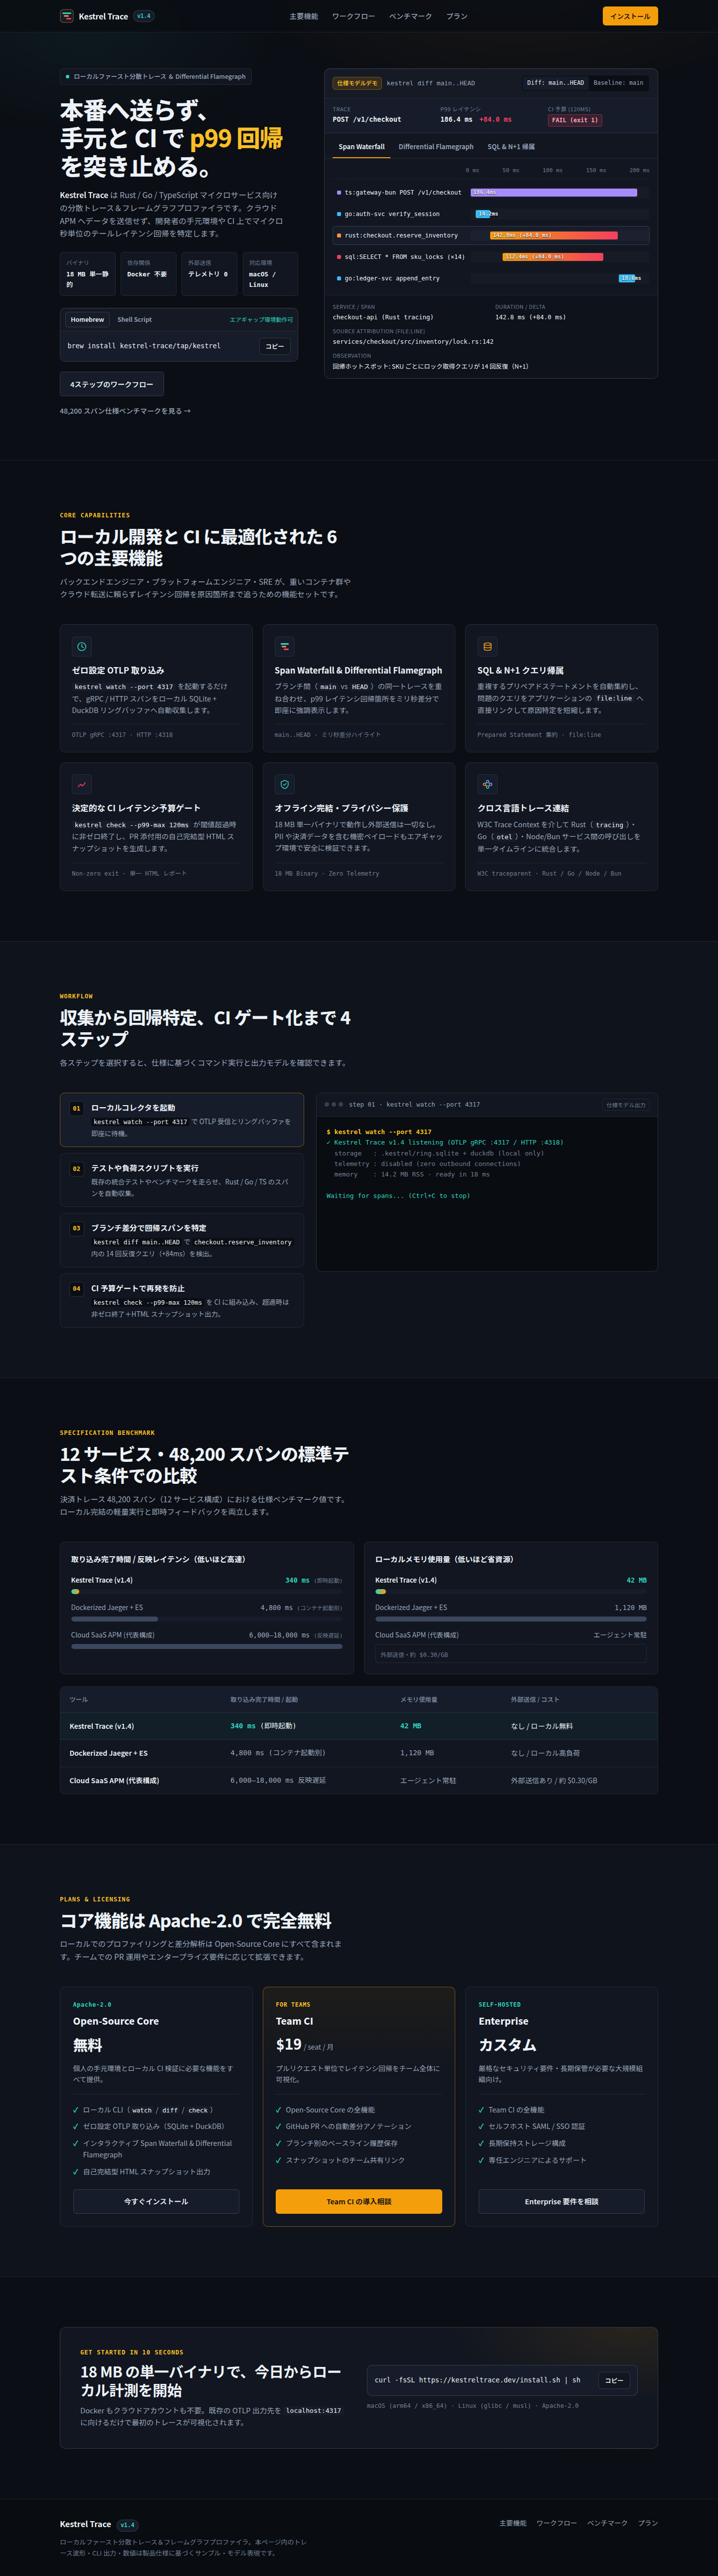 Kestrel Trace v1.4
主要機能 ワークフロー ベンチマーク プラン
インストール
ローカルファースト分散トレース & Differential Flamegraph
本番へ送らず、
手元と CI で p99 回帰
を突き止める。
Kestrel Trace は Rust / Go / TypeScript マイクロサービス向け
の分散トレース&フレームグラフプロファイラです。クラウド
APM へデータを送信せず、開発者の手元環境や CI 上でマイクロ
秒単位のテールレイテンシ回帰を特定します。
バイナリ
18 MB 単一静
的
依存関係
Docker 不要
外部送信
テレメトリ 0
対応環境
macOS /
Linux
Homebrew Shell Script エアギャップ環境動作可
brew install kestrel-trace/tap/kestrel コピー
4ステップのワークフロー
48,200 スパン仕様ベンチマークを見る →
仕様モデルデモ kestrel diff main..HEAD Diff: main..HEAD Baseline: main
TRACE
POST /v1/checkout
P99 レイテンシ
186.4 ms +84.0 ms
CI 予算 (120MS)
FAIL (exit 1)
Span Waterfall Differential Flamegraph SQL & N+1 帰属
0 ms 50 ms 100 ms 150 ms 200 ms
ts:gateway-bun POST /v1/checkout 186.4ms
go:auth-svc verify_session 14.2ms
rust:checkout.reserve_inventory 142.8ms (+84.0 ms)
sql:SELECT * FROM sku_locks (×14) 112.4ms (+84.0 ms)
go:ledger-svc append_entry 18.6ms
SERVICE / SPAN
checkout-api (Rust tracing)
DURATION / DELTA
142.8 ms (+84.0 ms)
SOURCE ATTRIBUTION (FILE:LINE)
services/checkout/src/inventory/lock.rs:142
OBSERVATION
回帰ホットスポット: SKU ごとにロック取得クエリが 14 回反復（N+1）
CORE CAPABILITIES
ローカル開発と CI に最適化された 6
つの主要機能
バックエンドエンジニア・プラットフォームエンジニア・SRE が、重いコンテナ群や
クラウド転送に頼らずレイテンシ回帰を原因箇所まで追うための機能セットです。
ゼロ設定 OTLP 取り込み
kestrel watch --port 4317 を起動するだけ
で、gRPC / HTTP スパンをローカル SQLite +
DuckDB リングバッファへ自動収集します。
OTLP gRPC :4317 · HTTP :4318
Span Waterfall & Differential Flamegraph
ブランチ間（ main vs HEAD ）の同一トレースを重
ね合わせ、p99 レイテンシ回帰箇所をミリ秒差分で
即座に強調表示します。
main..HEAD · ミリ秒差分ハイライト
SQL & N+1 クエリ帰属
重複するプリペアドステートメントを自動集約し、
問題のクエリをアプリケーションの file:line へ
直接リンクして原因特定を短縮します。
Prepared Statement 集約 · file:line
決定的な CI レイテンシ予算ゲート
kestrel check --p99-max 120ms が閾値超過時
に非ゼロ終了し、PR 添付用の自己完結型 HTML ス
ナップショットを生成します。
Non-zero exit · 単一 HTML レポート
オフライン完結・プライバシー保護
18 MB 単一バイナリで動作し外部送信は一切なし。
PII や決済データを含む機密ペイロードもエアギャッ
プ環境で安全に検証できます。
18 MB Binary · Zero Telemetry
クロス言語トレース連結
W3C Trace Context を介して Rust（ tracing ）・
Go（ otel ）・Node/Bun サービス間の呼び出しを
単一タイムラインに統合します。
W3C traceparent · Rust / Go / Node / Bun
WORKFLOW
収集から回帰特定、CI ゲート化まで 4
ステップ
各ステップを選択すると、仕様に基づくコマンド実行と出力モデルを確認できます。
01 ローカルコレクタを起動
kestrel watch --port 4317 で OTLP 受信とリングバッファを
即座に待機。
02 テストや負荷スクリプトを実行
既存の統合テストやベンチマークを走らせ、Rust / Go / TS のスパ
ンを自動収集。
03 ブランチ差分で回帰スパンを特定
kestrel diff main..HEAD で checkout.reserve_inventory
内の 14 回反復クエリ（+84ms）を検出。
04 CI 予算ゲートで再発を防止
kestrel check --p99-max 120ms を CI に組み込み、超過時は
非ゼロ終了＋HTML スナップショット出力。
step 01 · kestrel watch --port 4317 仕様モデル出力
$ kestrel watch --port 4317
✓ Kestrel Trace v1.4 listening (OTLP gRPC :4317 / HTTP :4318)
storage : .kestrel/ring.sqlite + duckdb (local only)
telemetry : disabled (zero outbound connections)
memory : 14.2 MB RSS · ready in 18 ms
Waiting for spans... (Ctrl+C to stop)
SPECIFICATION BENCHMARK
12 サービス・48,200 スパンの標準テ
スト条件での比較
決済トレース 48,200 スパン（12 サービス構成）における仕様ベンチマーク値です。
ローカル完結の軽量実行と即時フィードバックを両立します。
取り込み完了時間 / 反映レイテンシ（低いほど高速）
Kestrel Trace (v1.4) 340 ms (即時起動)
Dockerized Jaeger + ES 4,800 ms (コンテナ起動別)
Cloud SaaS APM (代表構成) 6,000–18,000 ms (反映遅延)
ローカルメモリ使用量（低いほど省資源）
Kestrel Trace (v1.4) 42 MB
Dockerized Jaeger + ES 1,120 MB
Cloud SaaS APM (代表構成) エージェント常駐
外部送信・約 $0.30/GB
ツール 取り込み完了時間 / 起動 メモリ使用量 外部送信 / コスト
Kestrel Trace (v1.4) 340 ms (即時起動) 42 MB なし / ローカル無料
Dockerized Jaeger + ES 4,800 ms (コンテナ起動別) 1,120 MB なし / ローカル高負荷
Cloud SaaS APM (代表構成) 6,000–18,000 ms 反映遅延 エージェント常駐 外部送信あり / 約 $0.30/GB
PLANS & LICENSING
コア機能は Apache-2.0 で完全無料
ローカルでのプロファイリングと差分解析は Open-Source Core にすべて含まれま
す。チームでの PR 運用やエンタープライズ要件に応じて拡張できます。
Apache-2.0
Open-Source Core
無料
個人の手元環境とローカル CI 検証に必要な機能をす
べて提供。
✓ ローカル CLI（ watch / diff / check ）
✓ ゼロ設定 OTLP 取り込み（SQLite + DuckDB）
✓ インタラクティブ Span Waterfall & Differential
Flamegraph
✓ 自己完結型 HTML スナップショット出力
今すぐインストール
FOR TEAMS
Team CI
$19 / seat / 月
プルリクエスト単位でレイテンシ回帰をチーム全体に
可視化。
✓ Open-Source Core の全機能
✓ GitHub PR への自動差分アノテーション
✓ ブランチ別のベースライン履歴保存
✓ スナップショットのチーム共有リンク
Team CI の導入相談
SELF-HOSTED
Enterprise
カスタム
厳格なセキュリティ要件・長期保管が必要な大規模組
織向け。
✓ Team CI の全機能
✓ セルフホスト SAML / SSO 認証
✓ 長期保持ストレージ構成
✓ 専任エンジニアによるサポート
Enterprise 要件を相談
GET STARTED IN 10 SECONDS
18 MB の単一バイナリで、今日からロー
カル計測を開始
Docker もクラウドアカウントも不要。既存の OTLP 出力先を localhost:4317
に向けるだけで最初のトレースが可視化されます。
curl -fsSL https://kestreltrace.dev/install.sh | sh コピー
macOS (arm64 / x86_64) · Linux (glibc / musl) · Apache-2.0
Kestrel Trace v1.4
ローカルファースト分散トレース＆フレームグラフプロファイラ。本ページ内のトレ
ース波形・CLI 出力・数値は製品仕様に基づくサンプル・モデル表現です。
主要機能 ワークフロー ベンチマーク プラン